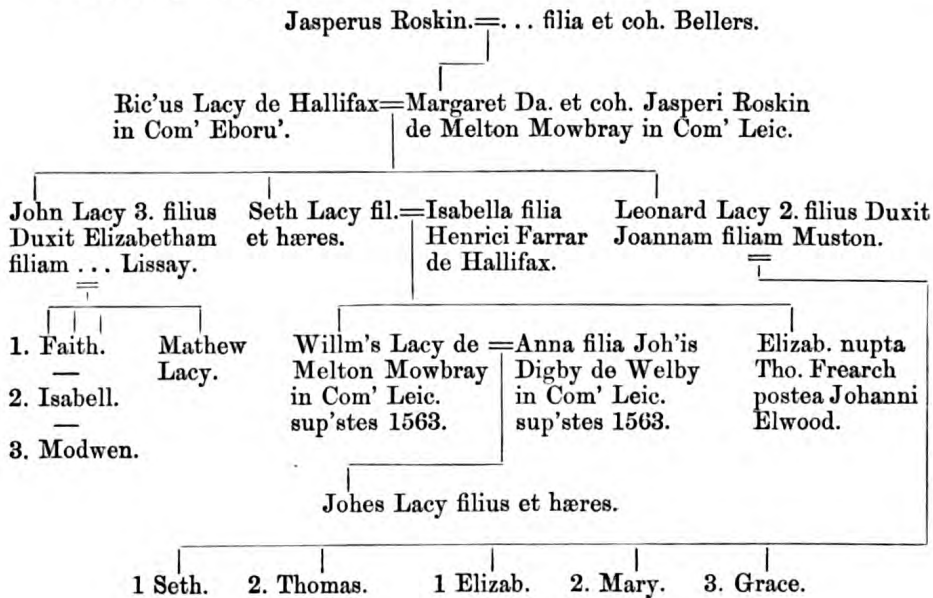 Jasperus Roskin.=... filia et coh. Bellers.
Ric'us Lacy de Hallifax=Margaret Da. et coh. Jasperi Roskin
in Com' Eboru'. de Melton Mowbray in Com' Leic.
John Lacy 3. filius
Duxit Elizabetham
filiam ... Lissay.
Seth Lacy fil.=Isabella filia
et hæres. Henrici Farrar
de Hallifax.
Leonard Lacy 2. filius Duxit
Joannam filiam Muston.
1. Faith.
2. Isabell.
3. Modwen.
Mathew
Lacy.
Willm's Lacy de =Anna filia Joh'is
Melton Mowbray Digby de Welby
in Com' Leic. in Com' Leic.
sup'stes 1563. sup'stes 1563.
Elizab. nupta
Tho. Frearch
postea Johanni
Elwood.
Johes Lacy filius et hæres.
1 Seth. 2. Thomas. 1 Elizab. 2. Mary. 3. Grace.